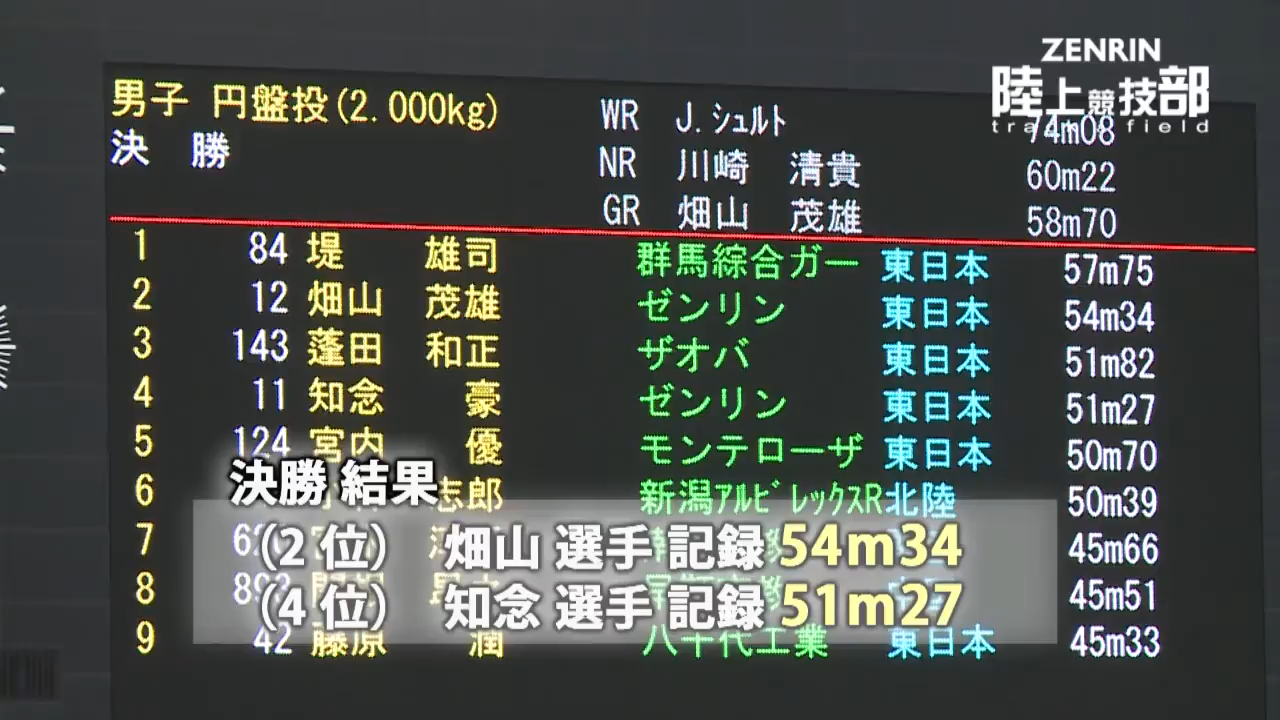 ZENRIN
陸上競技部
track & field
男子 円盤投(2.000kg)
決 勝
WR J.シュルト 74m08
NR 川崎 清貴 60m22
GR 畑山 茂雄 58m70
1 84 堤 雄司 群馬綜合ガー 東日本 57m75
2 12 畑山 茂雄 ゼンリン 東日本 54m34
3 143 蓬田 和正 ザオバ 東日本 51m82
4 11 知念 豪 ゼンリン 東日本 51m27
5 124 宮内 優 モンテローザ 東日本 50m70
6 志郎 新潟アルビレックスR 北陸 50m39
7 45m66
8 45m51
9 42 藤原 潤 八千代工業 東日本 45m33
決勝 結果
(2 位) 畑山 選手 記録 54m34
(4 位) 知念 選手 記録 51m27